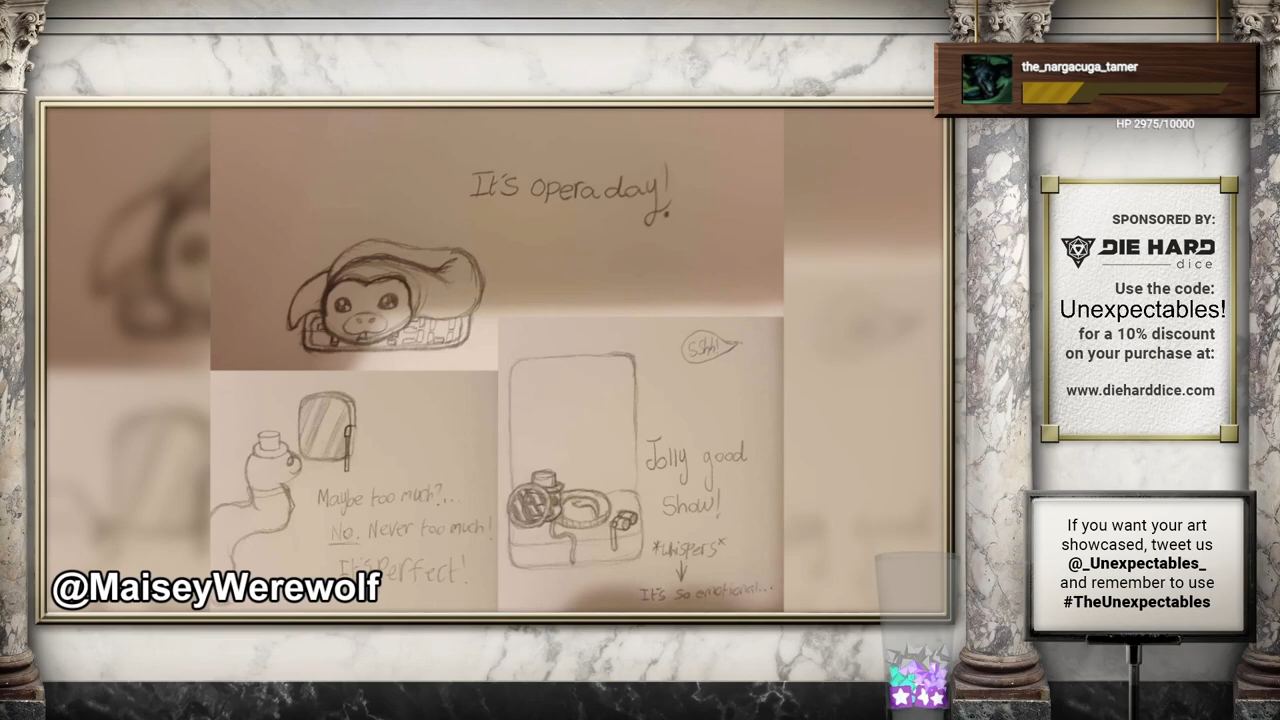 the_nargacuga_tamer
HP 2975/10000
It's opera day!
SPONSORED BY:
DIE HARD
dice
Use the code:
Unexpectables!
for a 10% discount
on your purchase at:
www.dieharddice.com
Sshh!
Jolly good
Show!
*whispers*
It's so emotional...
Maybe too much?...
No. Never too much!
It's Perfect!
@MaiseyWerewolf
If you want your art
showcased, tweet us
@_Unexpectables_
and remember to use
#TheUnexpectables